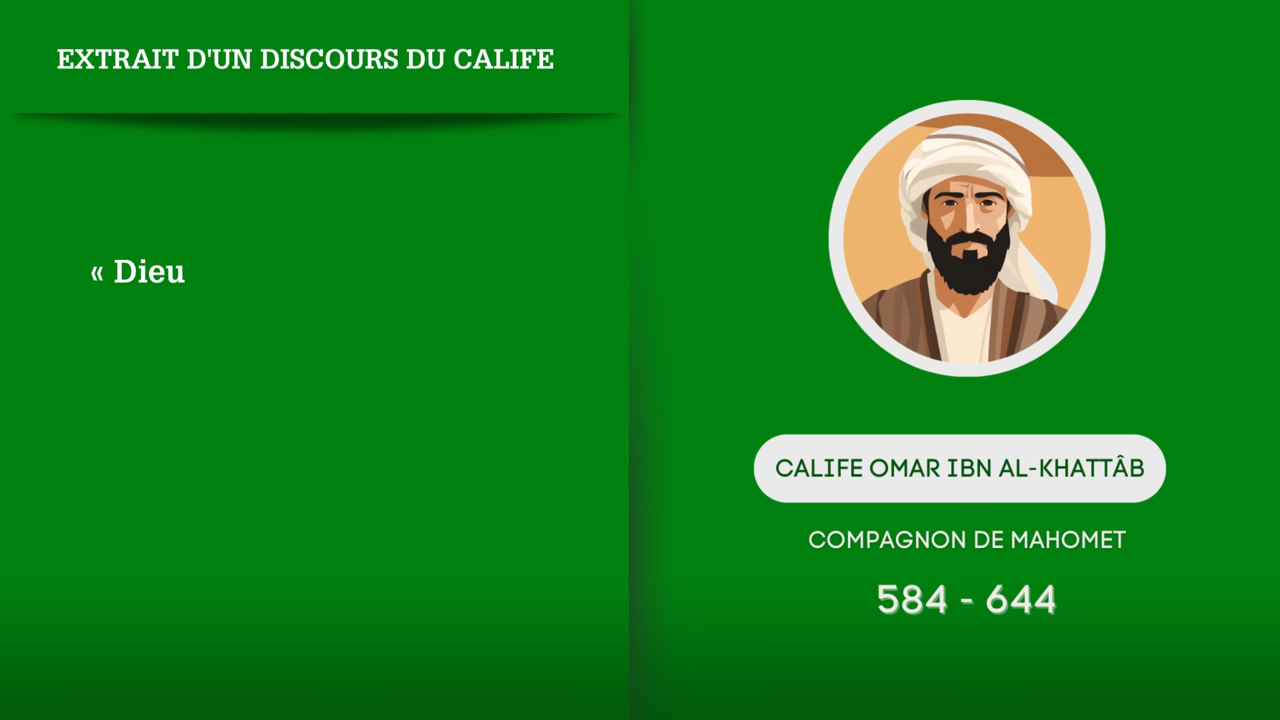 EXTRAIT D'UN DISCOURS DU CALIFE
« Dieu
CALIFE OMAR IBN AL-KHATTÂB
COMPAGNON DE MAHOMET
584 - 644